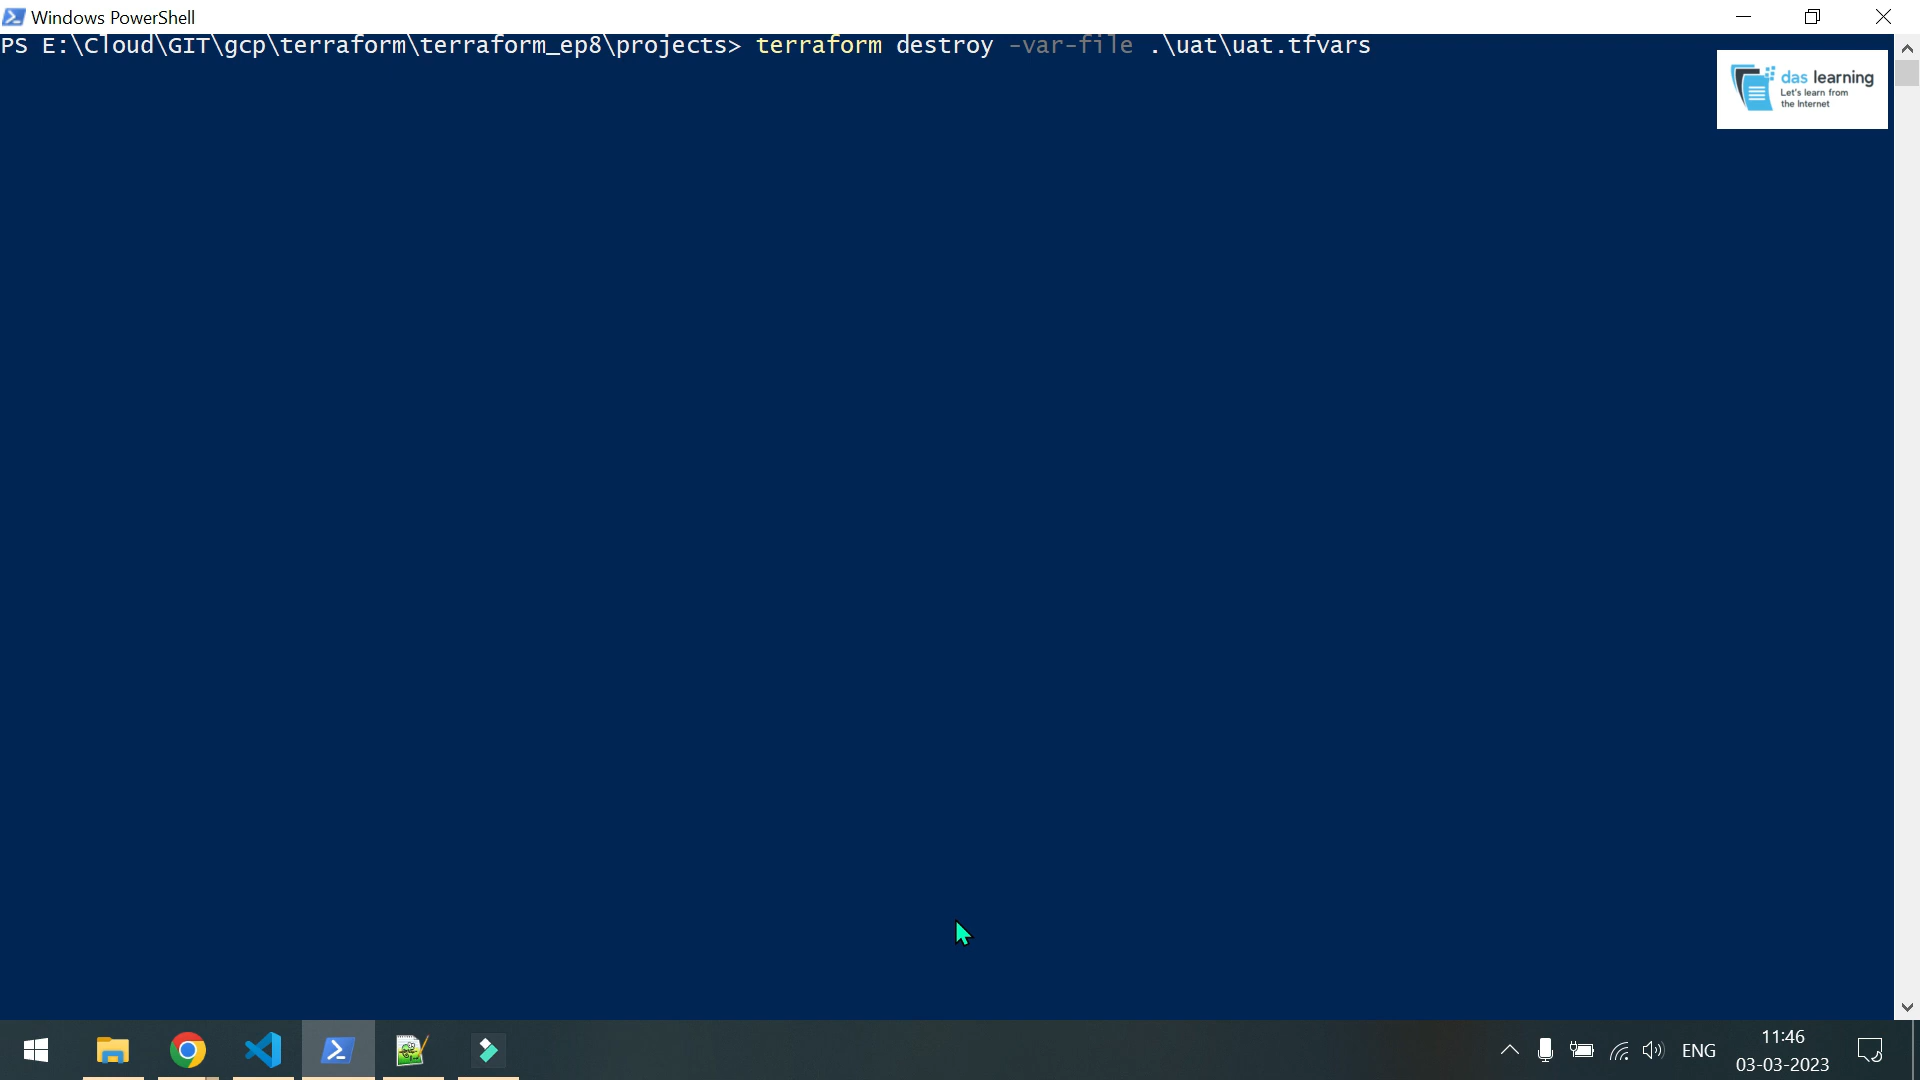 Windows PowerShell
PS E:\Cloud\GIT\gcp\terraform\terraform_ep8\projects> terraform destroy -var-file .\uat\uat.tfvars
das learning
Let's learn from
the Internet
ENG
11:46
03-03-2023